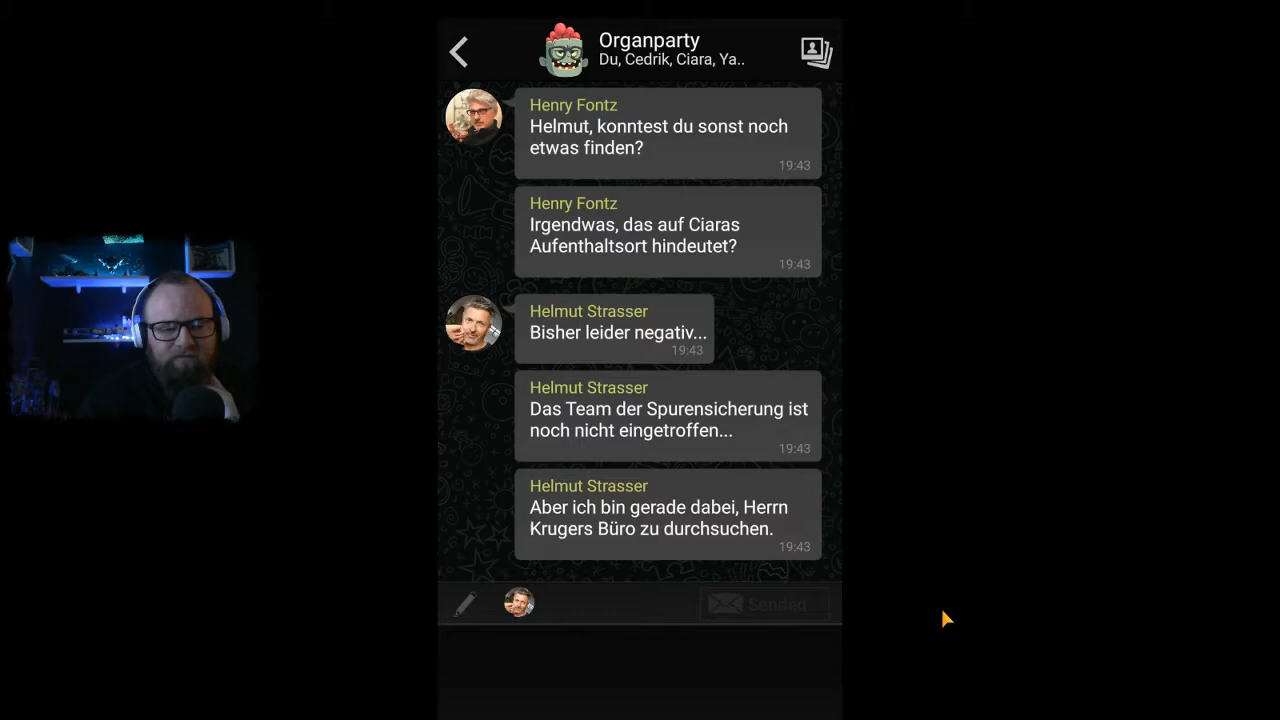 Organparty
Du, Cedrik, Ciara, Ya..
Henry Fontz
Helmut, konntest du sonst noch
etwas finden?
19:43
Henry Fontz
Irgendwas, das auf Ciaras
Aufenthaltsort hindeutet?
19:43
Helmut Strasser
Bisher leider negativ...
19:43
Helmut Strasser
Das Team der Spurensicherung ist
noch nicht eingetroffen...
19:43
Helmut Strasser
Aber ich bin gerade dabei, Herrn
Krugers Büro zu durchsuchen.
19:43
Senden